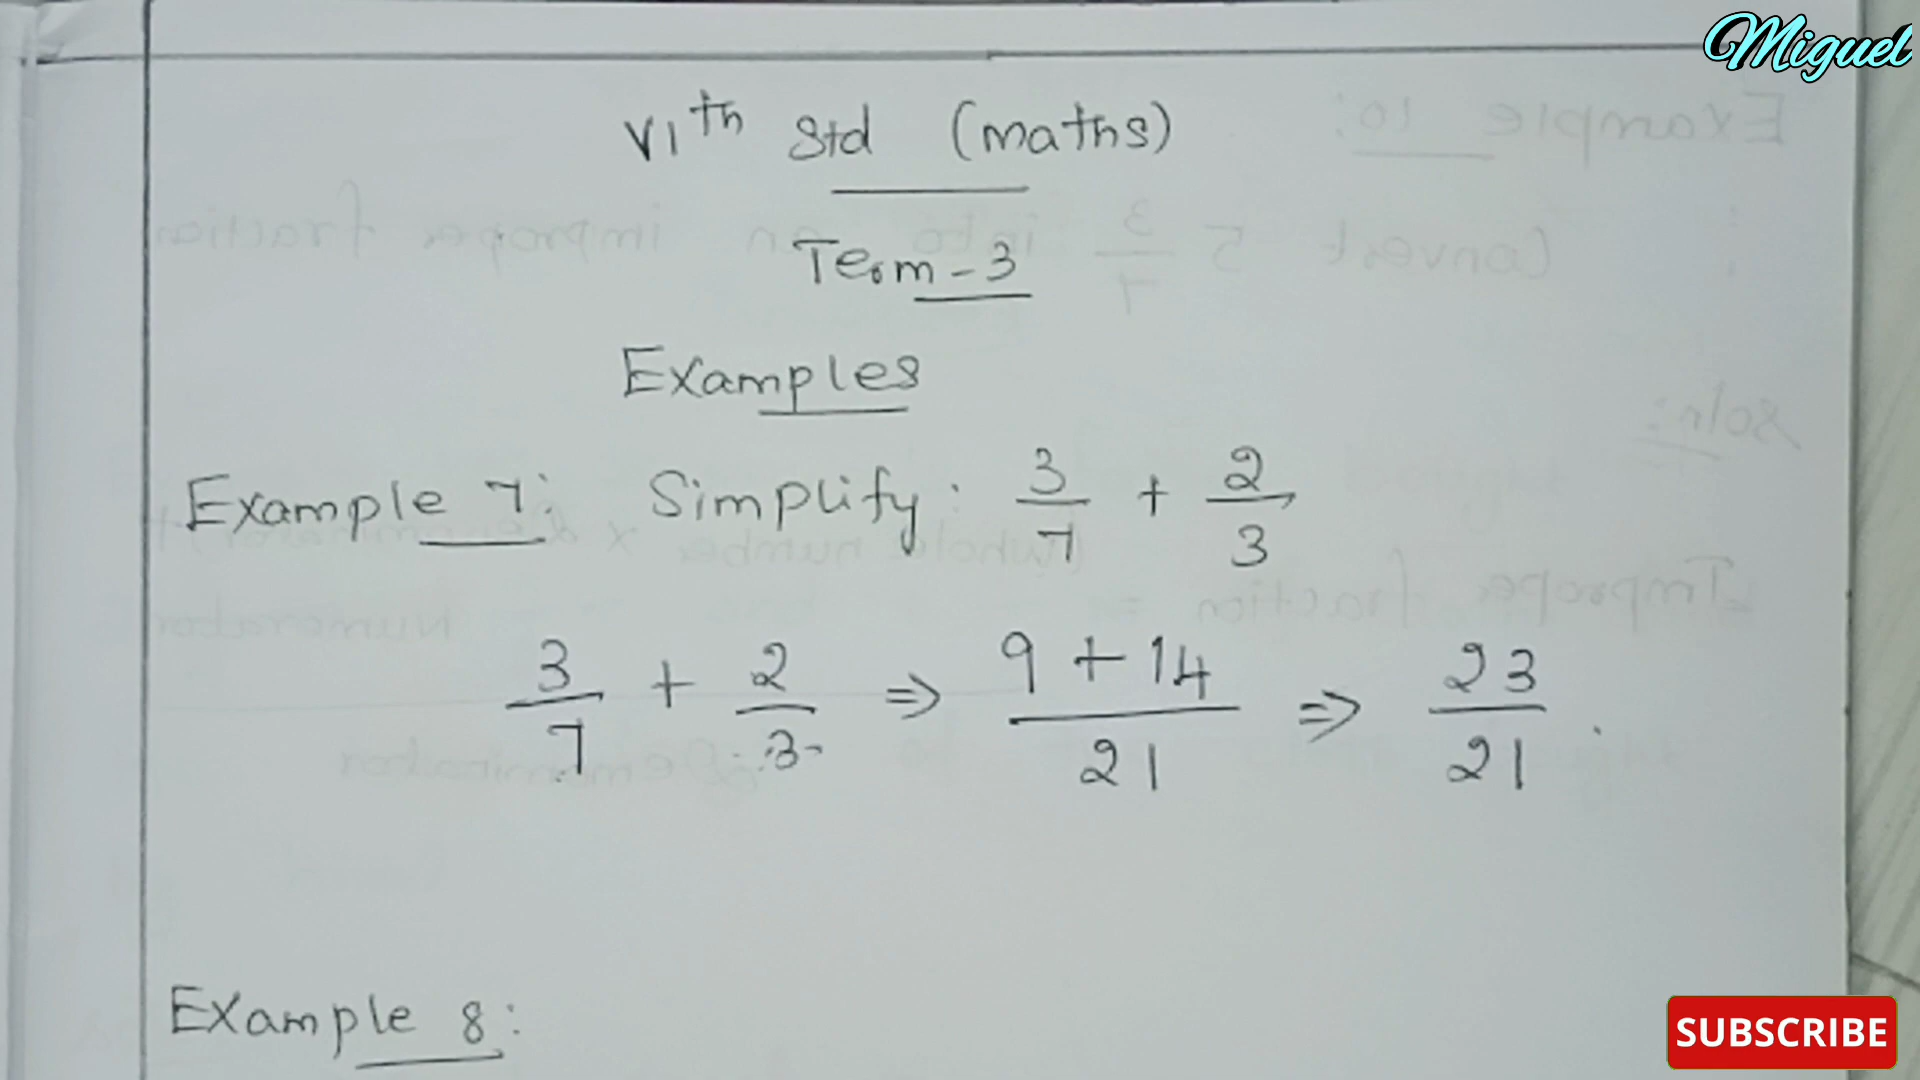 Miguel
VIth Std (maths)
Term-3
Examples
Example 7: Simplify: 3/7 + 2/3
3/7 + 2/3 ⇒ 9+14/21 ⇒ 23/21.
Example 8:
SUBSCRIBE